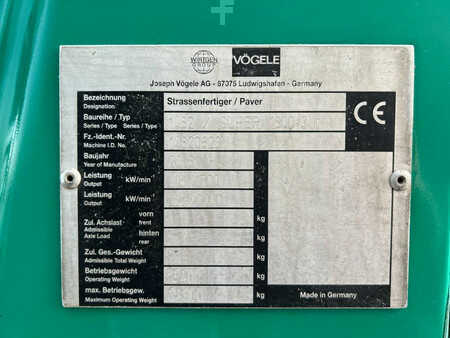 WIRTGEN GROUP
VÖGELE
Joseph Vögele AG - 67075 Ludwigshafen - Germany
Bezeichnung Strassenfertiger / Paver
Designation
Baureihe / Typ
Series / Type Series / Type
Fz.-Ident.-Nr.
Machine I.D. No.
CE
Baujahr
Year of Manufacture
Leistung kW/min
Output
Leistung kW/min
Output
vorn
Zul. Achslast front kg
Admissible
Axle Load hinten kg
rear
Zul. Ges.-Gewicht kg
Admissible Total Weight
Betriebsgewicht kg
Operating Weight
max. Betriebsgew. kg
Maximum Operating Weight
Made in Germany